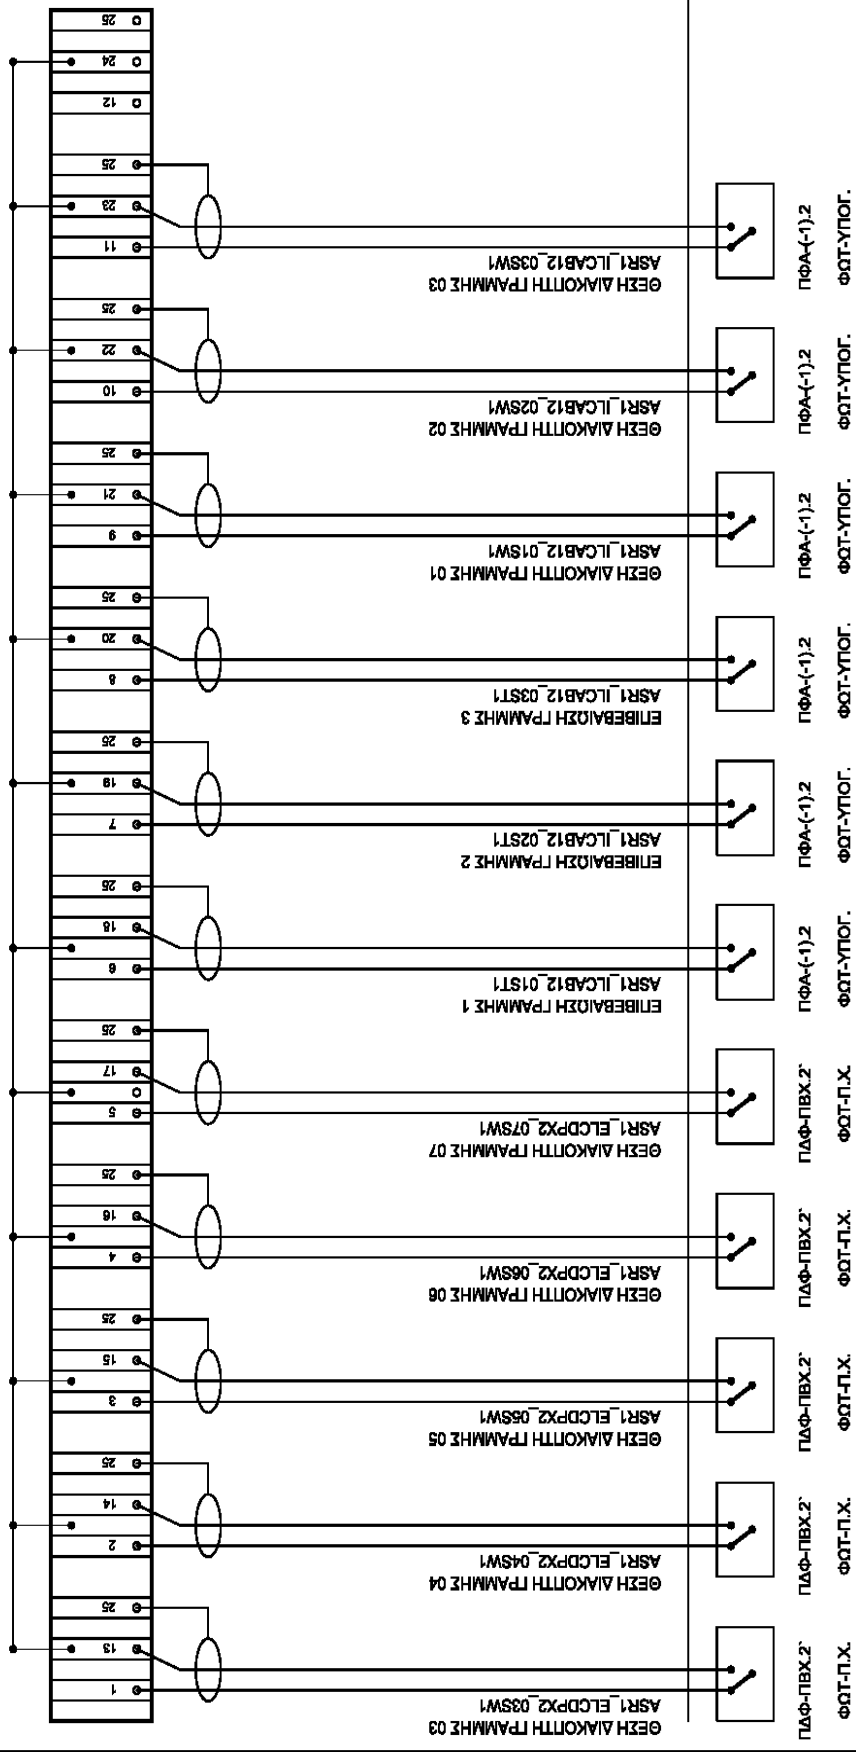 25
24
12
25
23
11
ASR1_ILCAB12_03SW1
ΘΕΣΗ ΔΙΑΚΟΠΤΗ ΓΡΑΜΜΗΣ 03
ΠΦΑ-(-1).2
ΦΩΤ-ΥΠΟΓ.
25
22
10
ASR1_ILCAB12_02SW1
ΘΕΣΗ ΔΙΑΚΟΠΤΗ ΓΡΑΜΜΗΣ 02
ΠΦΑ-(-1).2
ΦΩΤ-ΥΠΟΓ.
25
21
9
ASR1_ILCAB12_01SW1
ΘΕΣΗ ΔΙΑΚΟΠΤΗ ΓΡΑΜΜΗΣ 01
ΠΦΑ-(-1).2
ΦΩΤ-ΥΠΟΓ.
25
20
8
ASR1_ILCAB12_03ST1
ΕΠΙΒΕΒΑΙΩΣΗ ΓΡΑΜΜΗΣ 3
ΠΦΑ-(-1).2
ΦΩΤ-ΥΠΟΓ.
25
19
7
ASR1_ILCAB12_02ST1
ΕΠΙΒΕΒΑΙΩΣΗ ΓΡΑΜΜΗΣ 2
ΠΦΑ-(-1).2
ΦΩΤ-ΥΠΟΓ.
25
18
6
ASR1_ILCAB12_01ST1
ΕΠΙΒΕΒΑΙΩΣΗ ΓΡΑΜΜΗΣ 1
ΠΦΑ-(-1).2
ΦΩΤ-ΥΠΟΓ.
25
17
5
ASR1_ELCDPX2_07SW1
ΘΕΣΗ ΔΙΑΚΟΠΤΗ ΓΡΑΜΜΗΣ 07
ΠΔΦ-ΠΒΧ.2`
ΦΩΤ-Π.Χ.
25
16
4
ASR1_ELCDPX2_06SW1
ΘΕΣΗ ΔΙΑΚΟΠΤΗ ΓΡΑΜΜΗΣ 06
ΠΔΦ-ΠΒΧ.2`
ΦΩΤ-Π.Χ.
25
15
3
ASR1_ELCDPX2_05SW1
ΘΕΣΗ ΔΙΑΚΟΠΤΗ ΓΡΑΜΜΗΣ 05
ΠΔΦ-ΠΒΧ.2`
ΦΩΤ-Π.Χ.
25
14
2
ASR1_ELCDPX2_04SW1
ΘΕΣΗ ΔΙΑΚΟΠΤΗ ΓΡΑΜΜΗΣ 04
ΠΔΦ-ΠΒΧ.2`
ΦΩΤ-Π.Χ.
25
13
1
ASR1_ELCDPX2_03SW1
ΘΕΣΗ ΔΙΑΚΟΠΤΗ ΓΡΑΜΜΗΣ 03
ΠΔΦ-ΠΒΧ.2`
ΦΩΤ-Π.Χ.